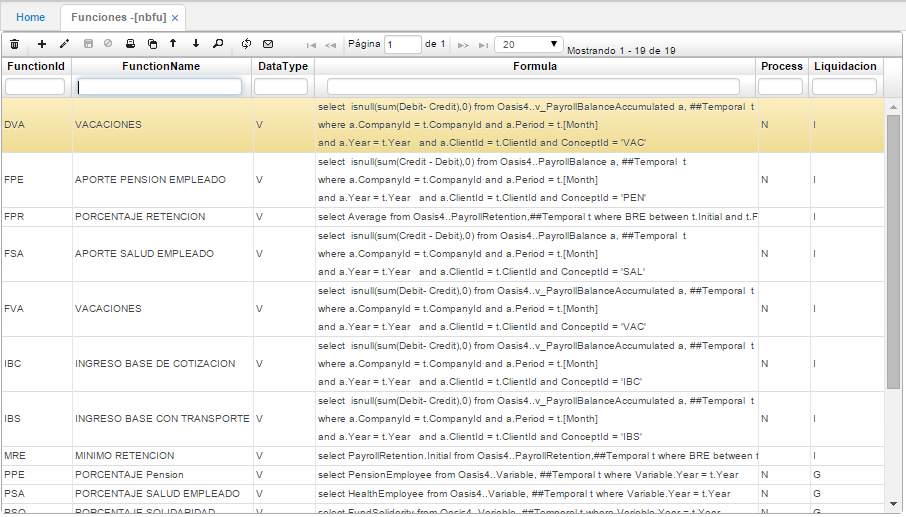 Home Funciones -[nbfu] ×
Página 1 de 1 20 Mostrando 1 - 19 de 19
FunctionId FunctionName DataType Formula Process Liquidacion
select isnull(sum(Debit- Credit),0) from Oasis4..v_PayrollBalanceAccumulated a, ##Temporal t
DVA VACACIONES V where a.CompanyId = t.CompanyId and a.Period = t.[Month] N I
and a.Year = t.Year and a.ClientId = t.ClientId and ConceptId = 'VAC'
select isnull(sum(Credit - Debit),0) from Oasis4..PayrollBalance a, ##Temporal t
FPE APORTE PENSION EMPLEADO V where a.CompanyId = t.CompanyId and a.Period = t.[Month] N I
and a.Year = t.Year and a.ClientId = t.ClientId and ConceptId = 'PEN'
FPR PORCENTAJE RETENCION V select Average from Oasis4..PayrollRetention,##Temporal t where BRE between t.Initial and t.F I
select isnull(sum(Credit - Debit),0) from Oasis4..PayrollBalance a, ##Temporal t
FSA APORTE SALUD EMPLEADO V where a.CompanyId = t.CompanyId and a.Period = t.[Month] N I
and a.Year = t.Year and a.ClientId = t.ClientId and ConceptId = 'SAL'
select isnull(sum(Debit- Credit),0) from Oasis4..v_PayrollBalanceAccumulated a, ##Temporal t
FVA VACACIONES V where a.CompanyId = t.CompanyId and a.Period = t.[Month] N I
and a.Year = t.Year and a.ClientId = t.ClientId and ConceptId = 'VAC'
select isnull(sum(Debit- Credit),0) from Oasis4..v_PayrollBalanceAccumulated a, ##Temporal t
IBC INGRESO BASE DE COTIZACION V where a.CompanyId = t.CompanyId and a.Period = t.[Month] N I
and a.Year = t.Year and a.ClientId = t.ClientId and ConceptId = 'IBC'
select isnull(sum(Debit- Credit),0) from Oasis4..v_PayrollBalanceAccumulated a, ##Temporal t
IBS INGRESO BASE CON TRANSPORTE V where a.CompanyId = t.CompanyId and a.Period = t.[Month] N I
and a.Year = t.Year and a.ClientId = t.ClientId and ConceptId = 'IBS'
MRE MINIMO RETENCION V select PayrollRetention.Initial from Oasis4..PayrollRetention,##Temporal t where BRE between t I
PPE PORCENTAJE Pension V select PensionEmployee from Oasis4..Variable, ##Temporal t where Variable.Year = t.Year N G
PSA PORCENTAJE SALUD EMPLEADO V select HealthEmployee from Oasis4..Variable, ##Temporal t where Variable.Year = t.Year N G
PSO PORCENTAJE SOLIDARIDAD V select FundSoliderity from Oasis4..Variable, ##Temporal t where Variable.Year = t.Year N G